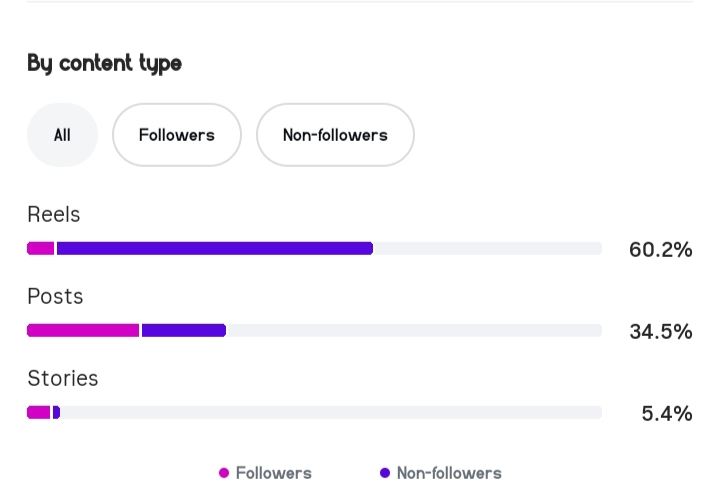 By content type
All Followers Non-followers
Reels
60.2%
Posts
34.5%
Stories
5.4%
Followers Non-followers